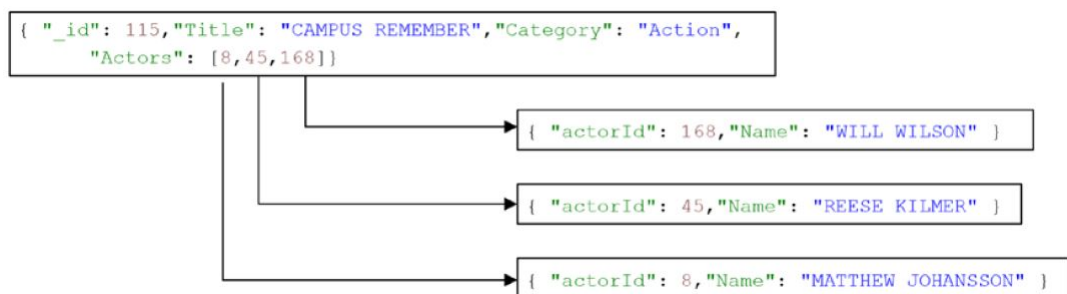 { "_id": 115,"Title": "CAMPUS REMEMBER","Category": "Action",
"Actors": [8,45,168]}
{ "actorId": 168,"Name": "WILL WILSON" }
{ "actorId": 45,"Name": "REESE KILMER" }
{ "actorId": 8,"Name": "MATTHEW JOHANSSON" }